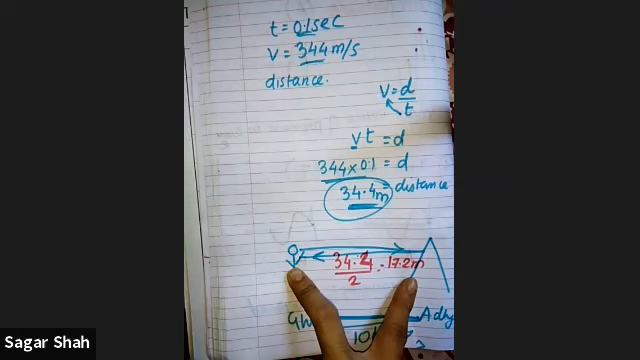 t = 0.1sec
V = 344 m/s
distance.
V = d
t
v t = d
344 x 0.1 = d
34.4m = distance
34.4
2
= 17.2m
Sagar Shah